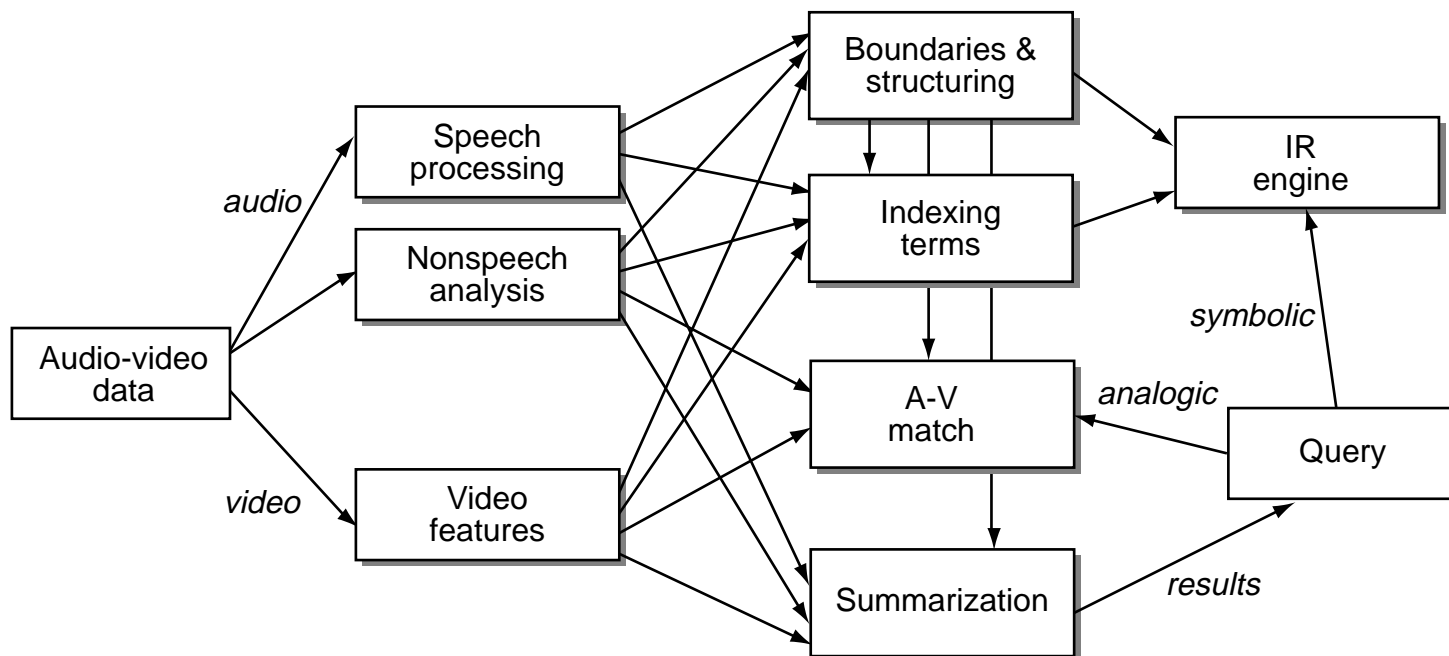 Boundaries &
structuring
Speech
processing
IR
engine
audio
Indexing
terms
Nonspeech
analysis
symbolic
Audio-video
data
A-V
match
analogic
Query
video
Video
features
Summarization
results